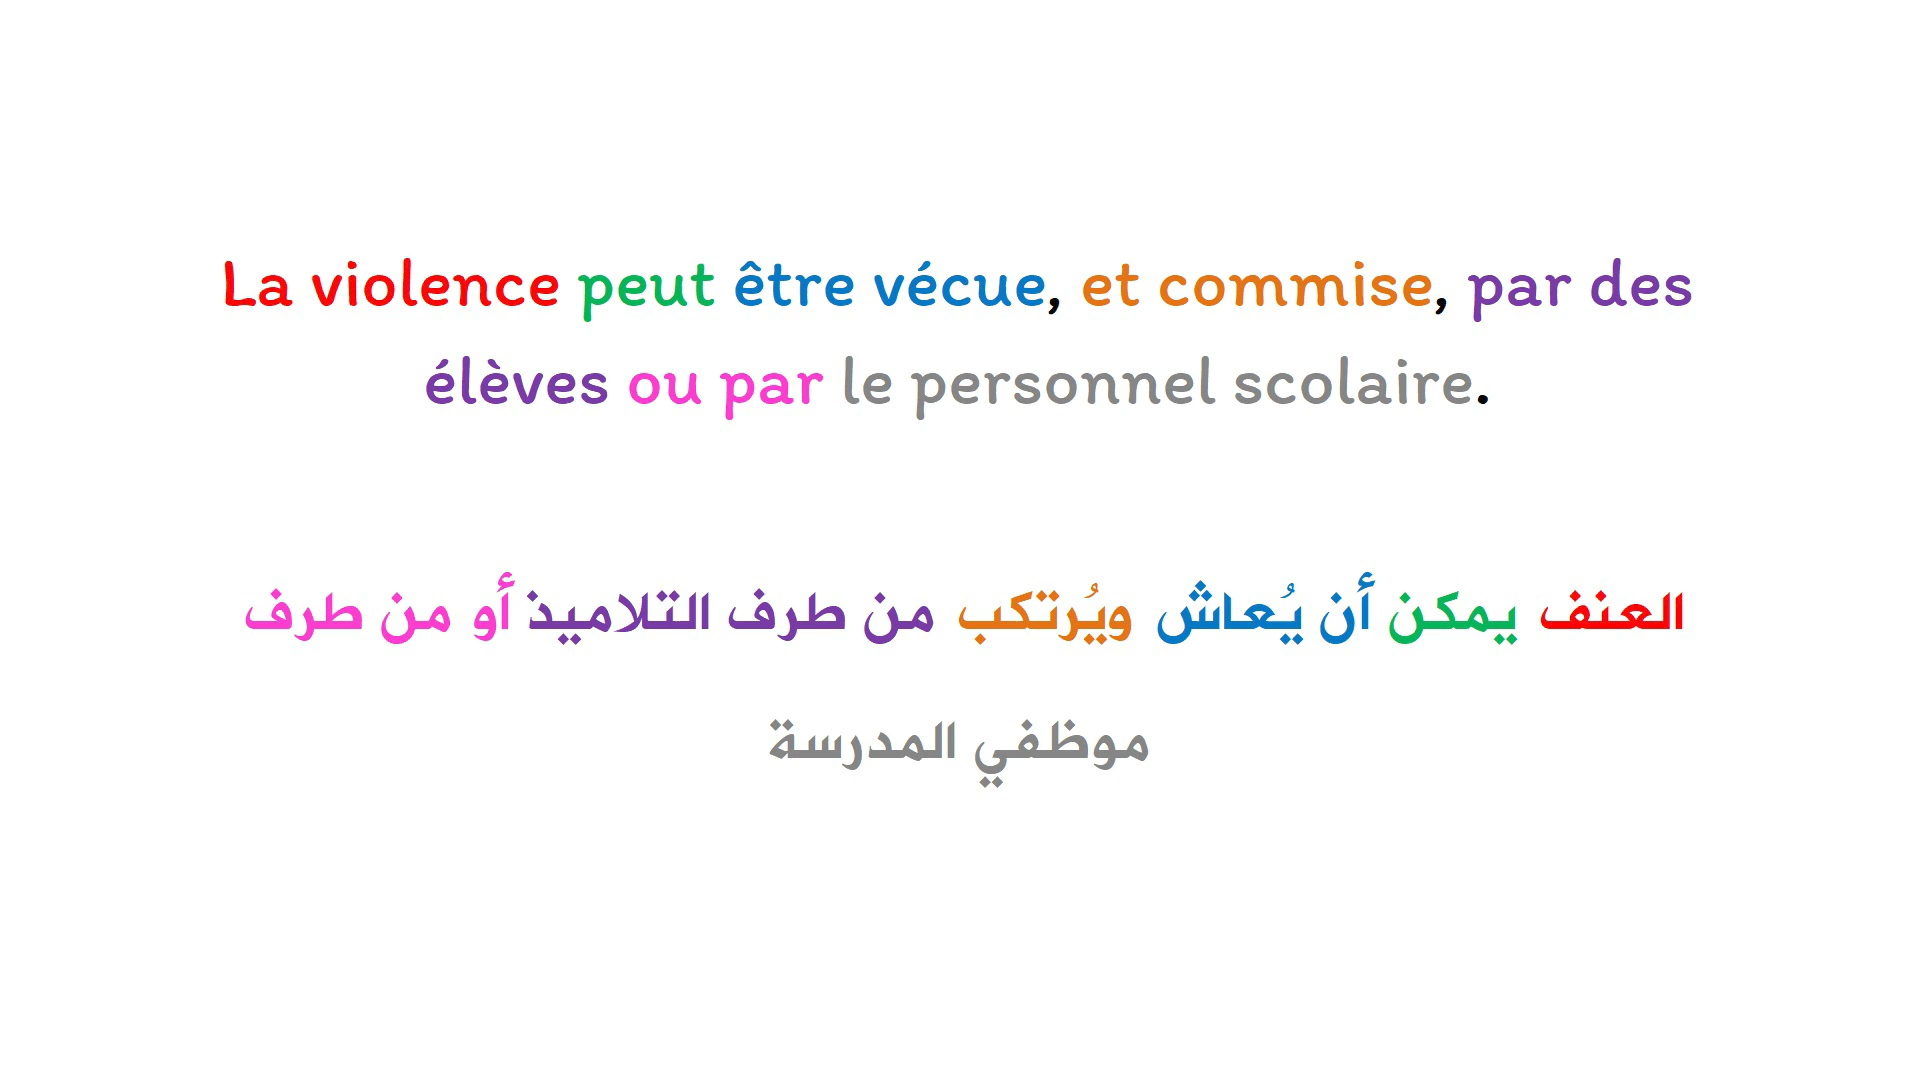 La violence peut être vécue, et commise, par des
élèves ou par le personnel scolaire.
العنف يمكن أن يُعاش ويُرتكب من طرف التلاميذ أو من طرف
موظفي المدرسة